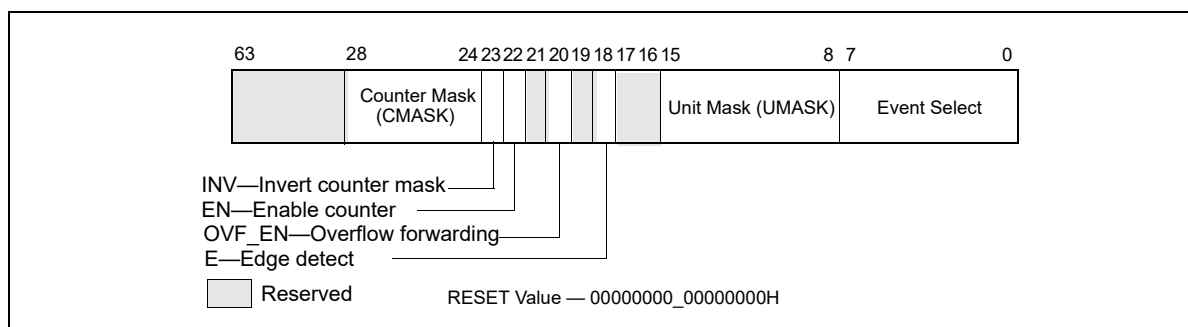 63 28 24 23 22 21 20 19 18 17 16 15 8 7 0
Counter Mask
(CMASK)
Unit Mask (UMASK)
Event Select
INV—Invert counter mask
EN—Enable counter
OVF_EN—Overflow forwarding
E—Edge detect
Reserved
RESET Value — 00000000_00000000H